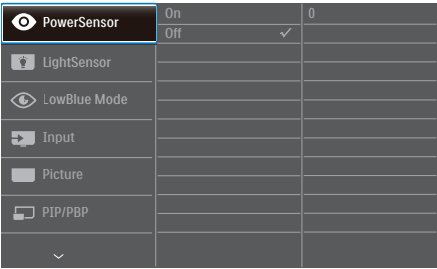 PowerSensor
On
0
Off
LightSensor
LowBlue Mode
Input
Picture
PIP/PBP